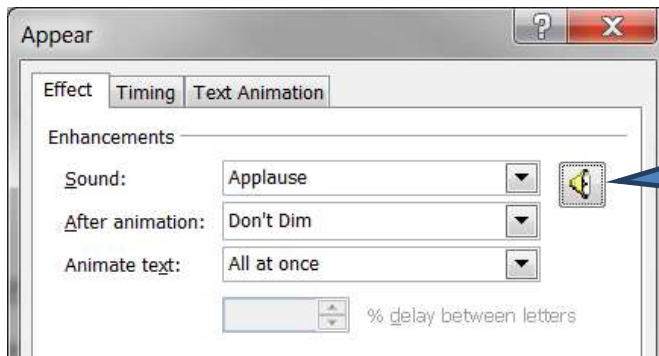 Appear
Effect Timing Text Animation
Enhancements
Sound: Applause
After animation: Don't Dim
Animate text: All at once
% delay between letters